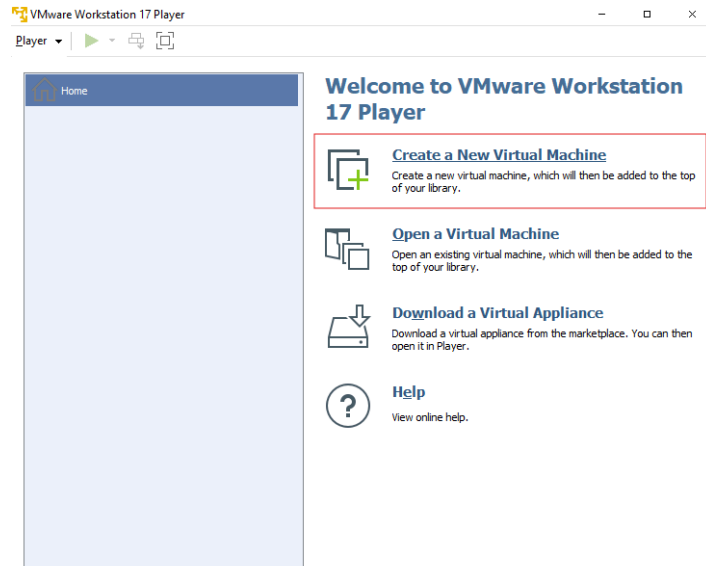 VMware Workstation 17 Player
Player
Home
Welcome to VMware Workstation
17 Player
Create a New Virtual Machine
Create a new virtual machine, which will then be added to the top
of your library.
Open a Virtual Machine
Open an existing virtual machine, which will then be added to the
top of your library.
Download a Virtual Appliance
Download a virtual appliance from the marketplace. You can then
open it in Player.
?
Help
View online help.